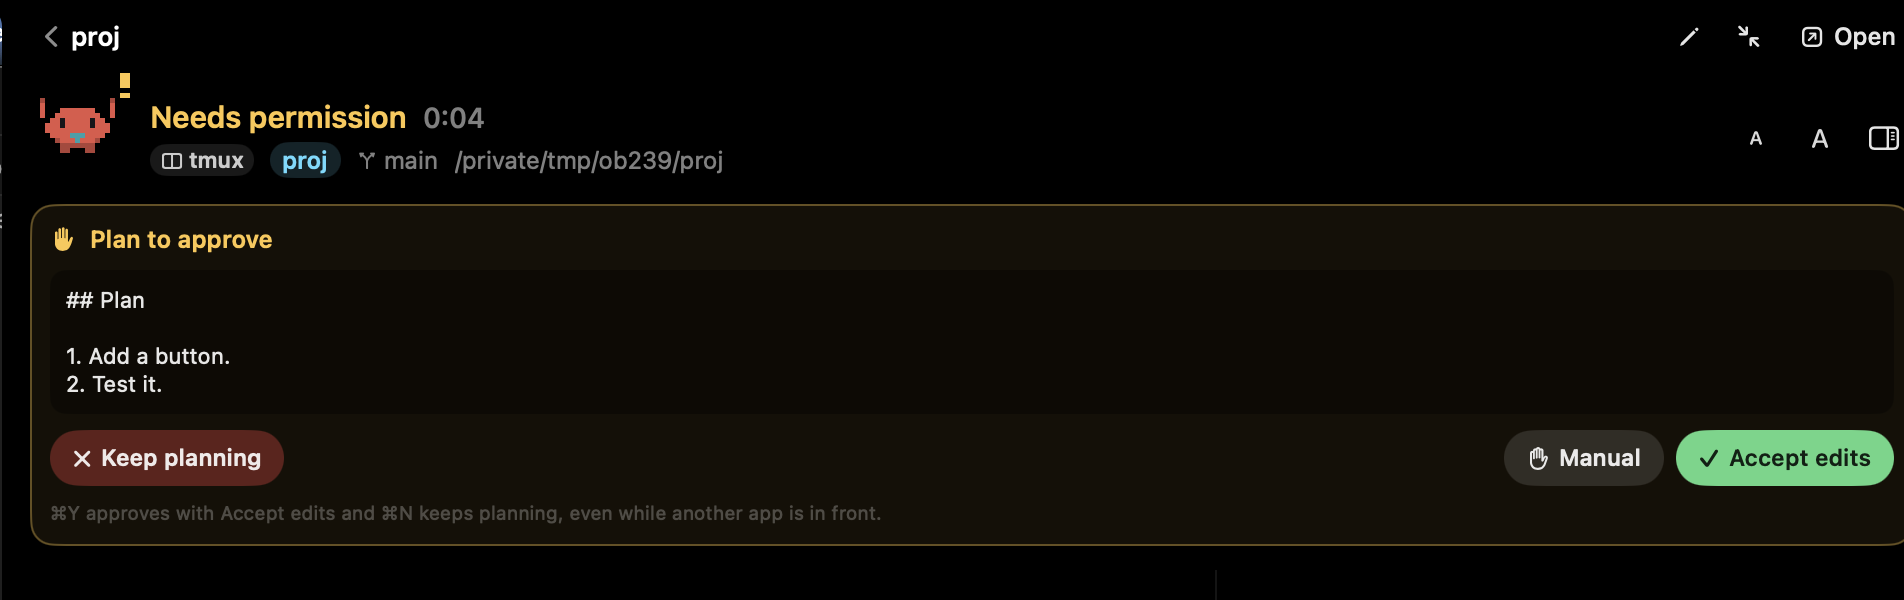 proj
Open
Needs permission 0:04
tmux proj main /private/tmp/ob239/proj
A A
Plan to approve
## Plan
1. Add a button.
2. Test it.
Keep planning
Manual
Accept edits
⌘Y approves with Accept edits and ⌘N keeps planning, even while another app is in front.